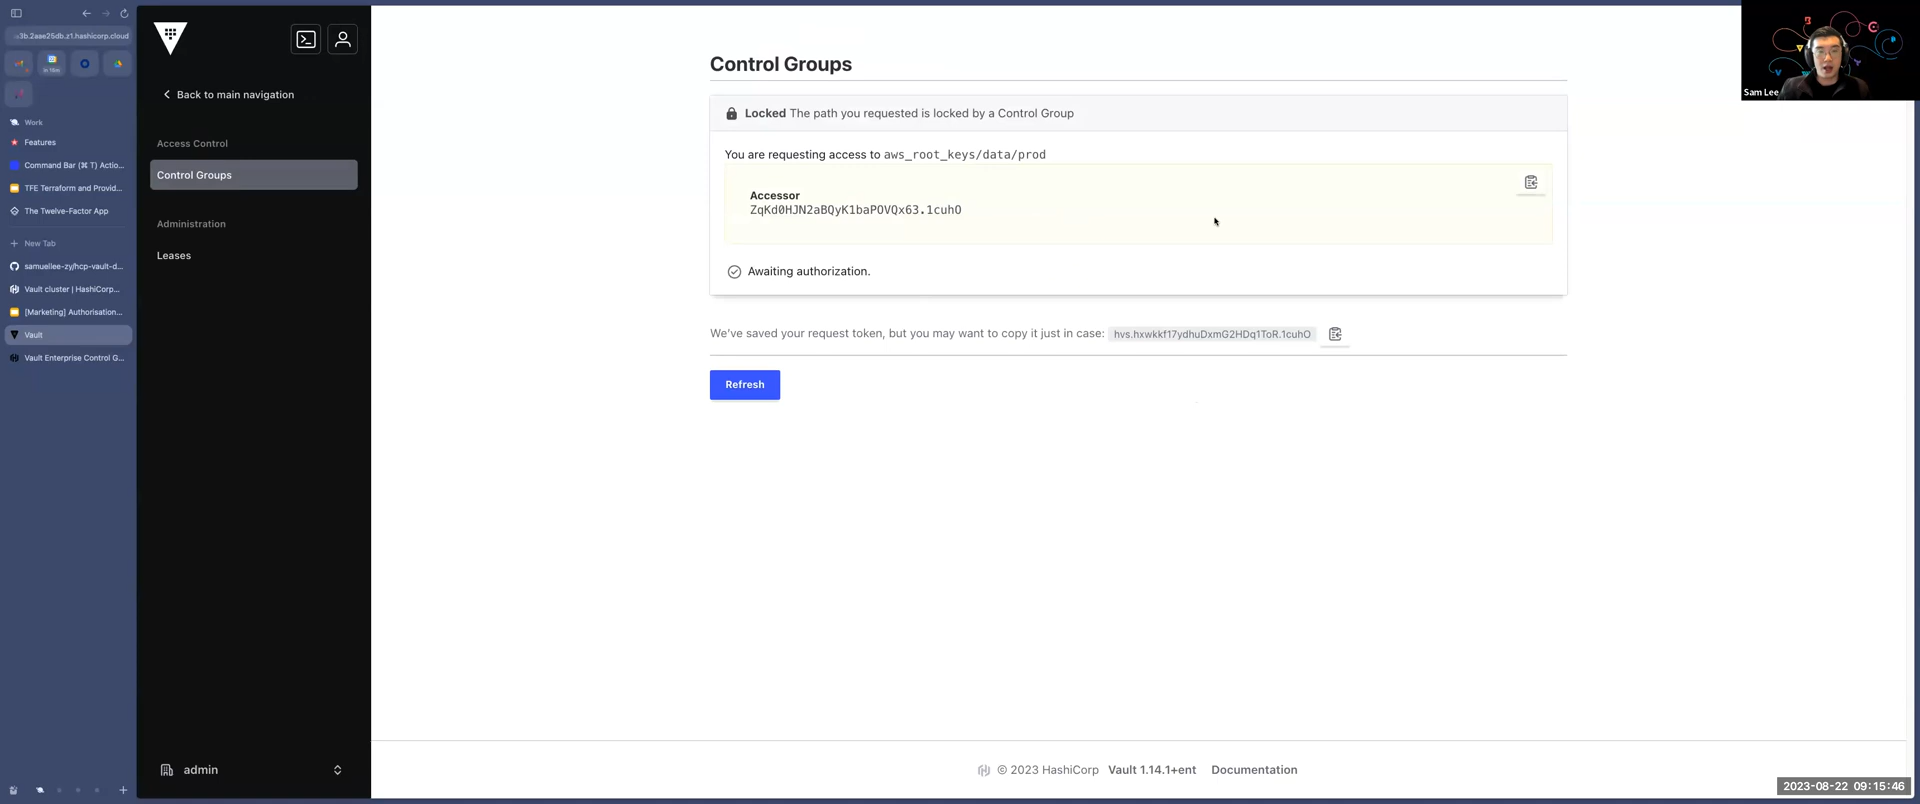 -3b.2aae25db.z1.hashicorp.cloud
Work
Features
Command Bar (⌘ T) Actio...
TFE Terraform and Provid...
The Twelve-Factor App
New Tab
samuellee-zy/hcp-vault-d...
Vault cluster | HashiCorp...
[Marketing] Authorisation...
Vault
Vault Enterprise Control G...
Back to main navigation
Access Control
Control Groups
Administration
Leases
admin
Control Groups
Locked The path you requested is locked by a Control Group
You are requesting access to aws_root_keys/data/prod
Accessor
ZqKd0HJN2aBQyK1baPOVQx63.1cuhO
Awaiting authorization.
We've saved your request token, but you may want to copy it just in case: hvs.hxwkkf17ydhuDxmG2HDq1ToR.1cuhO
Refresh
© 2023 HashiCorp Vault 1.14.1+ent Documentation
Sam Lee
2023-08-22 09:15:46